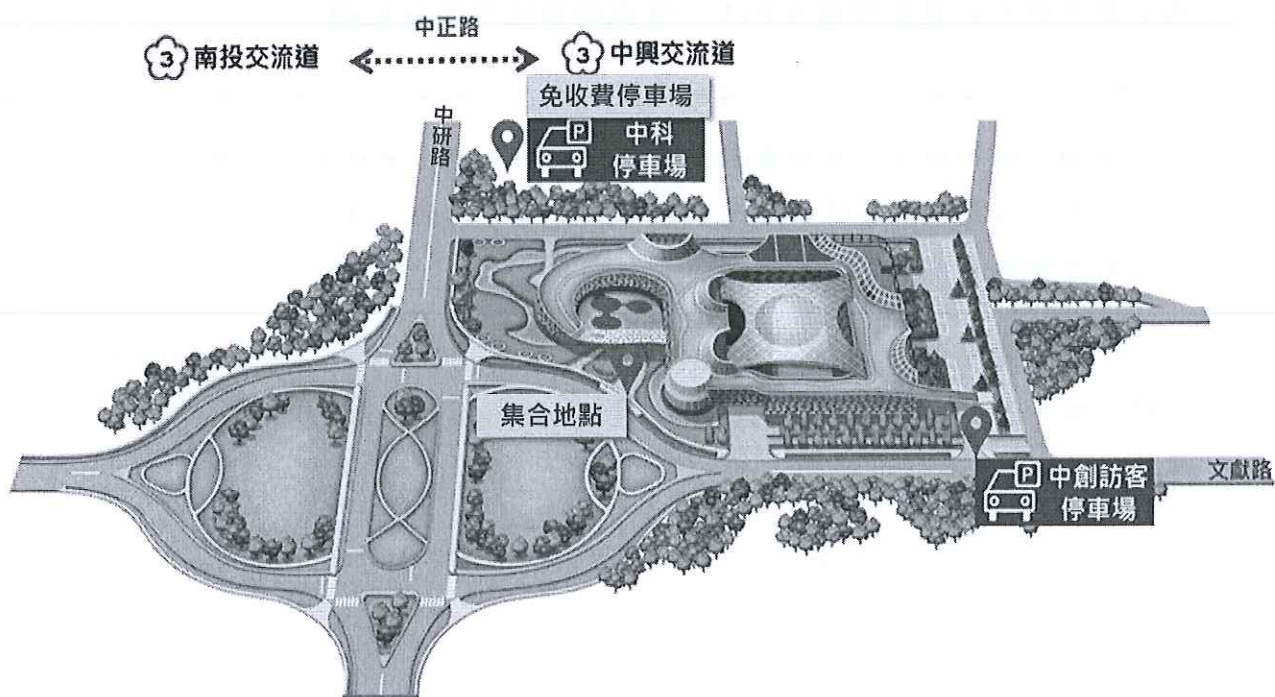 中正路
3 南投交流道
3 中興交流道
免收費停車場
中研路
P 中科
停車場
集合地點
P 中創訪客
停車場
文獻路